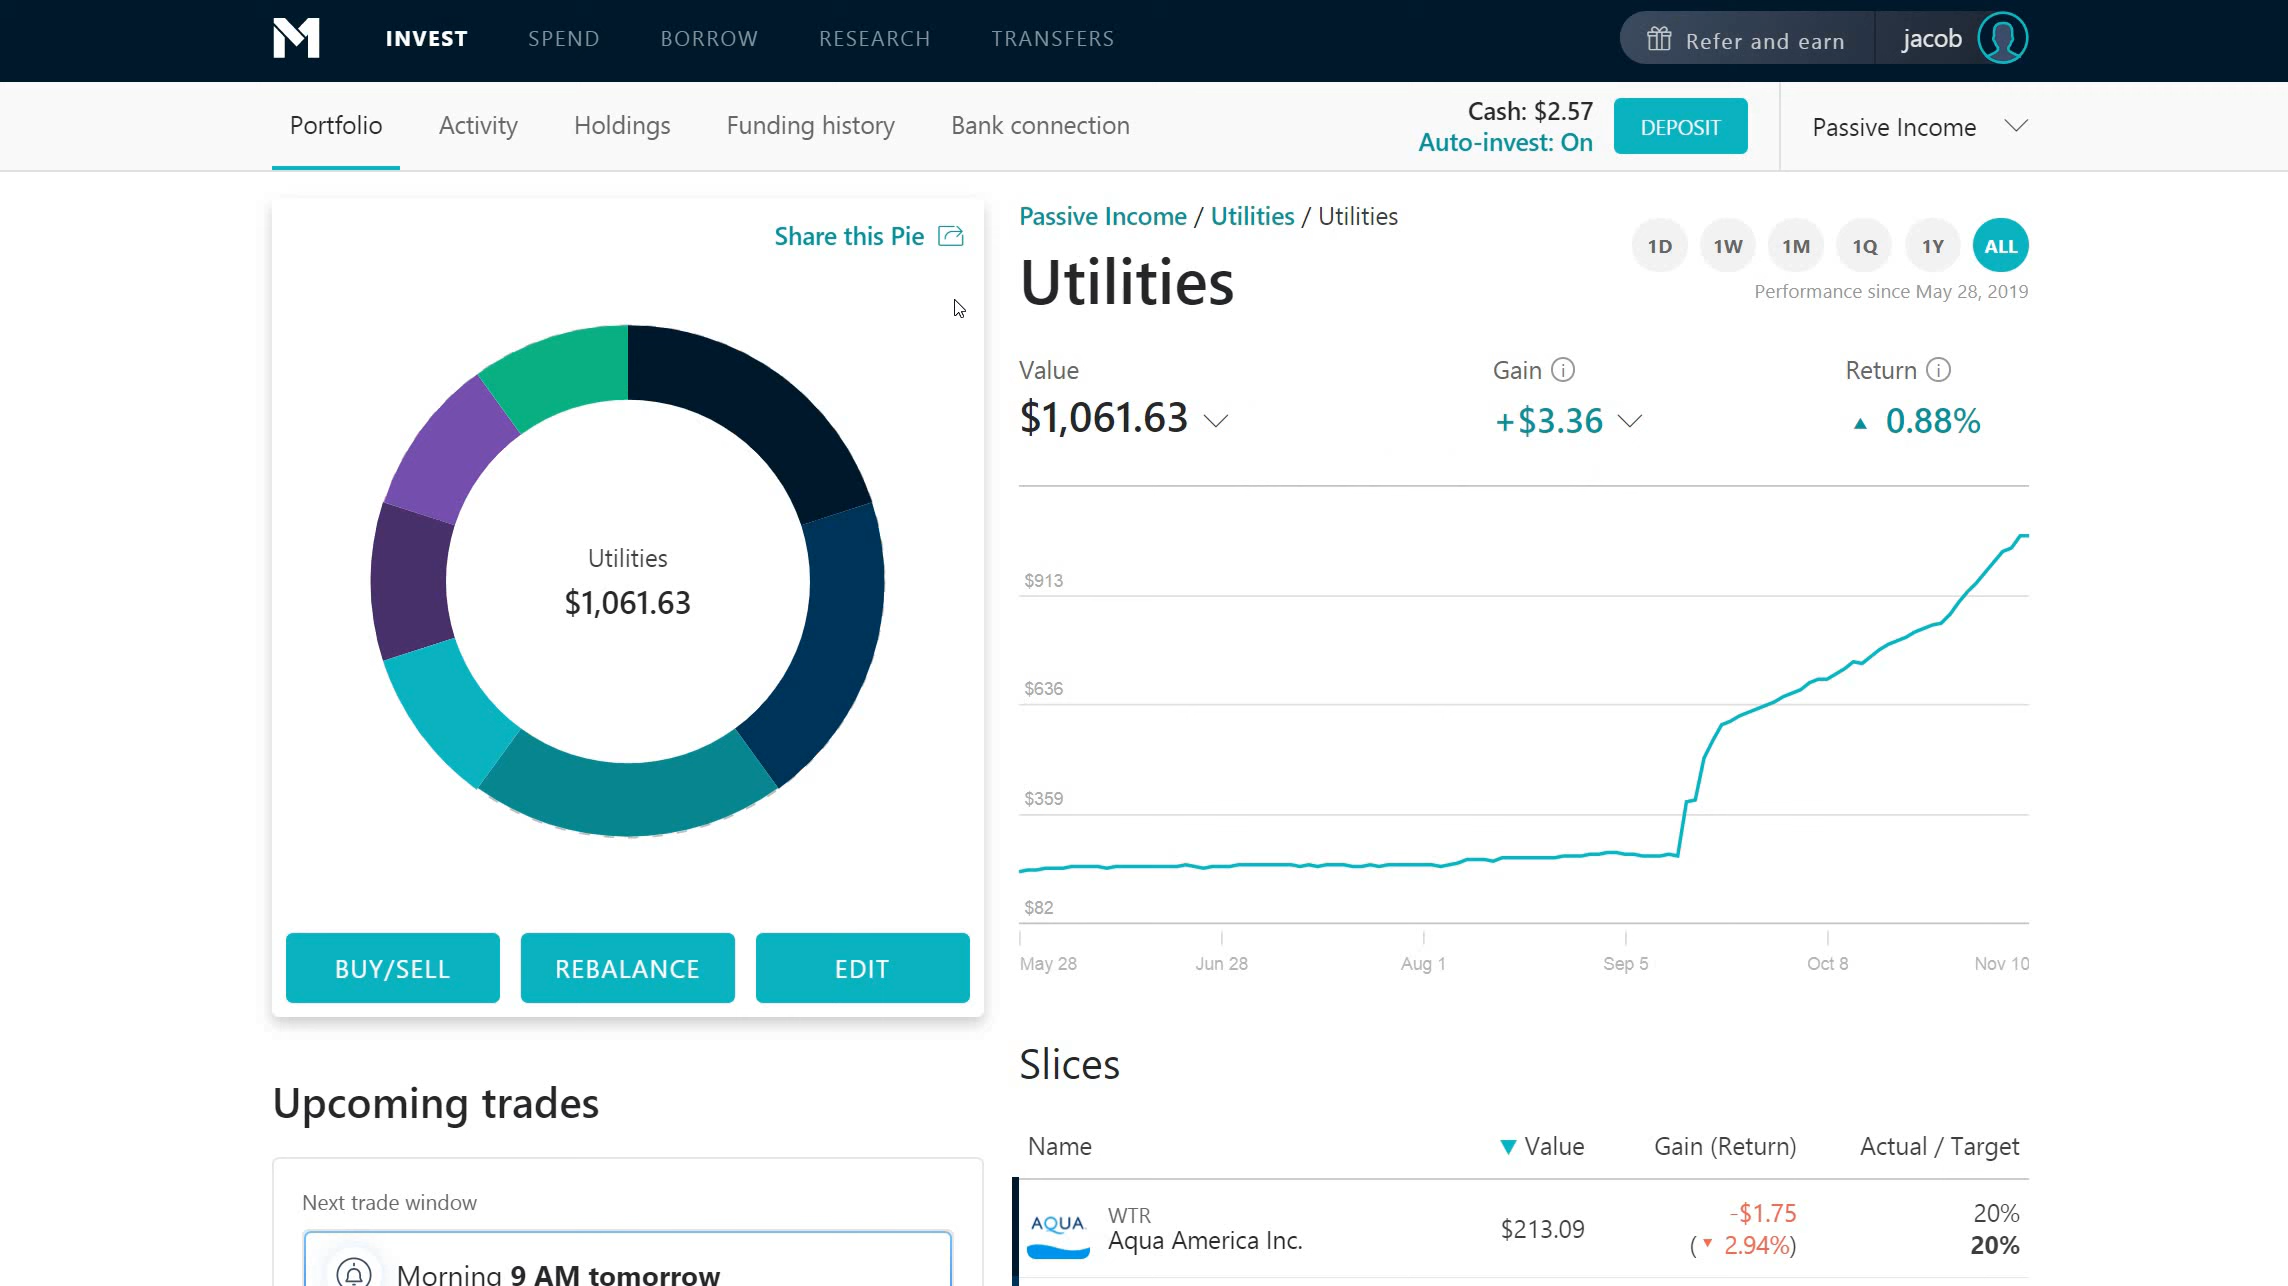 M INVEST SPEND BORROW RESEARCH TRANSFERS Refer and earn jacob
Portfolio Activity Holdings Funding history Bank connection
Cash: $2.57
Auto-invest: On
DEPOSIT
Passive Income
Share this Pie
Utilities
$1,061.63
BUY/SELL REBALANCE EDIT
Upcoming trades
Next trade window
Morning 9 AM tomorrow
Passive Income / Utilities / Utilities
Utilities
1D 1W 1M 1Q 1Y ALL
Performance since May 28, 2019
Value Gain Return
$1,061.63 +$3.36 0.88%
$913
$636
$359
$82
May 28 Jun 28 Aug 1 Sep 5 Oct 8 Nov 10
Slices
Name Value Gain (Return) Actual / Target
AQUA
WTR
Aqua America Inc.
$213.09
-$1.75
(▼ 2.94%)
20%
20%